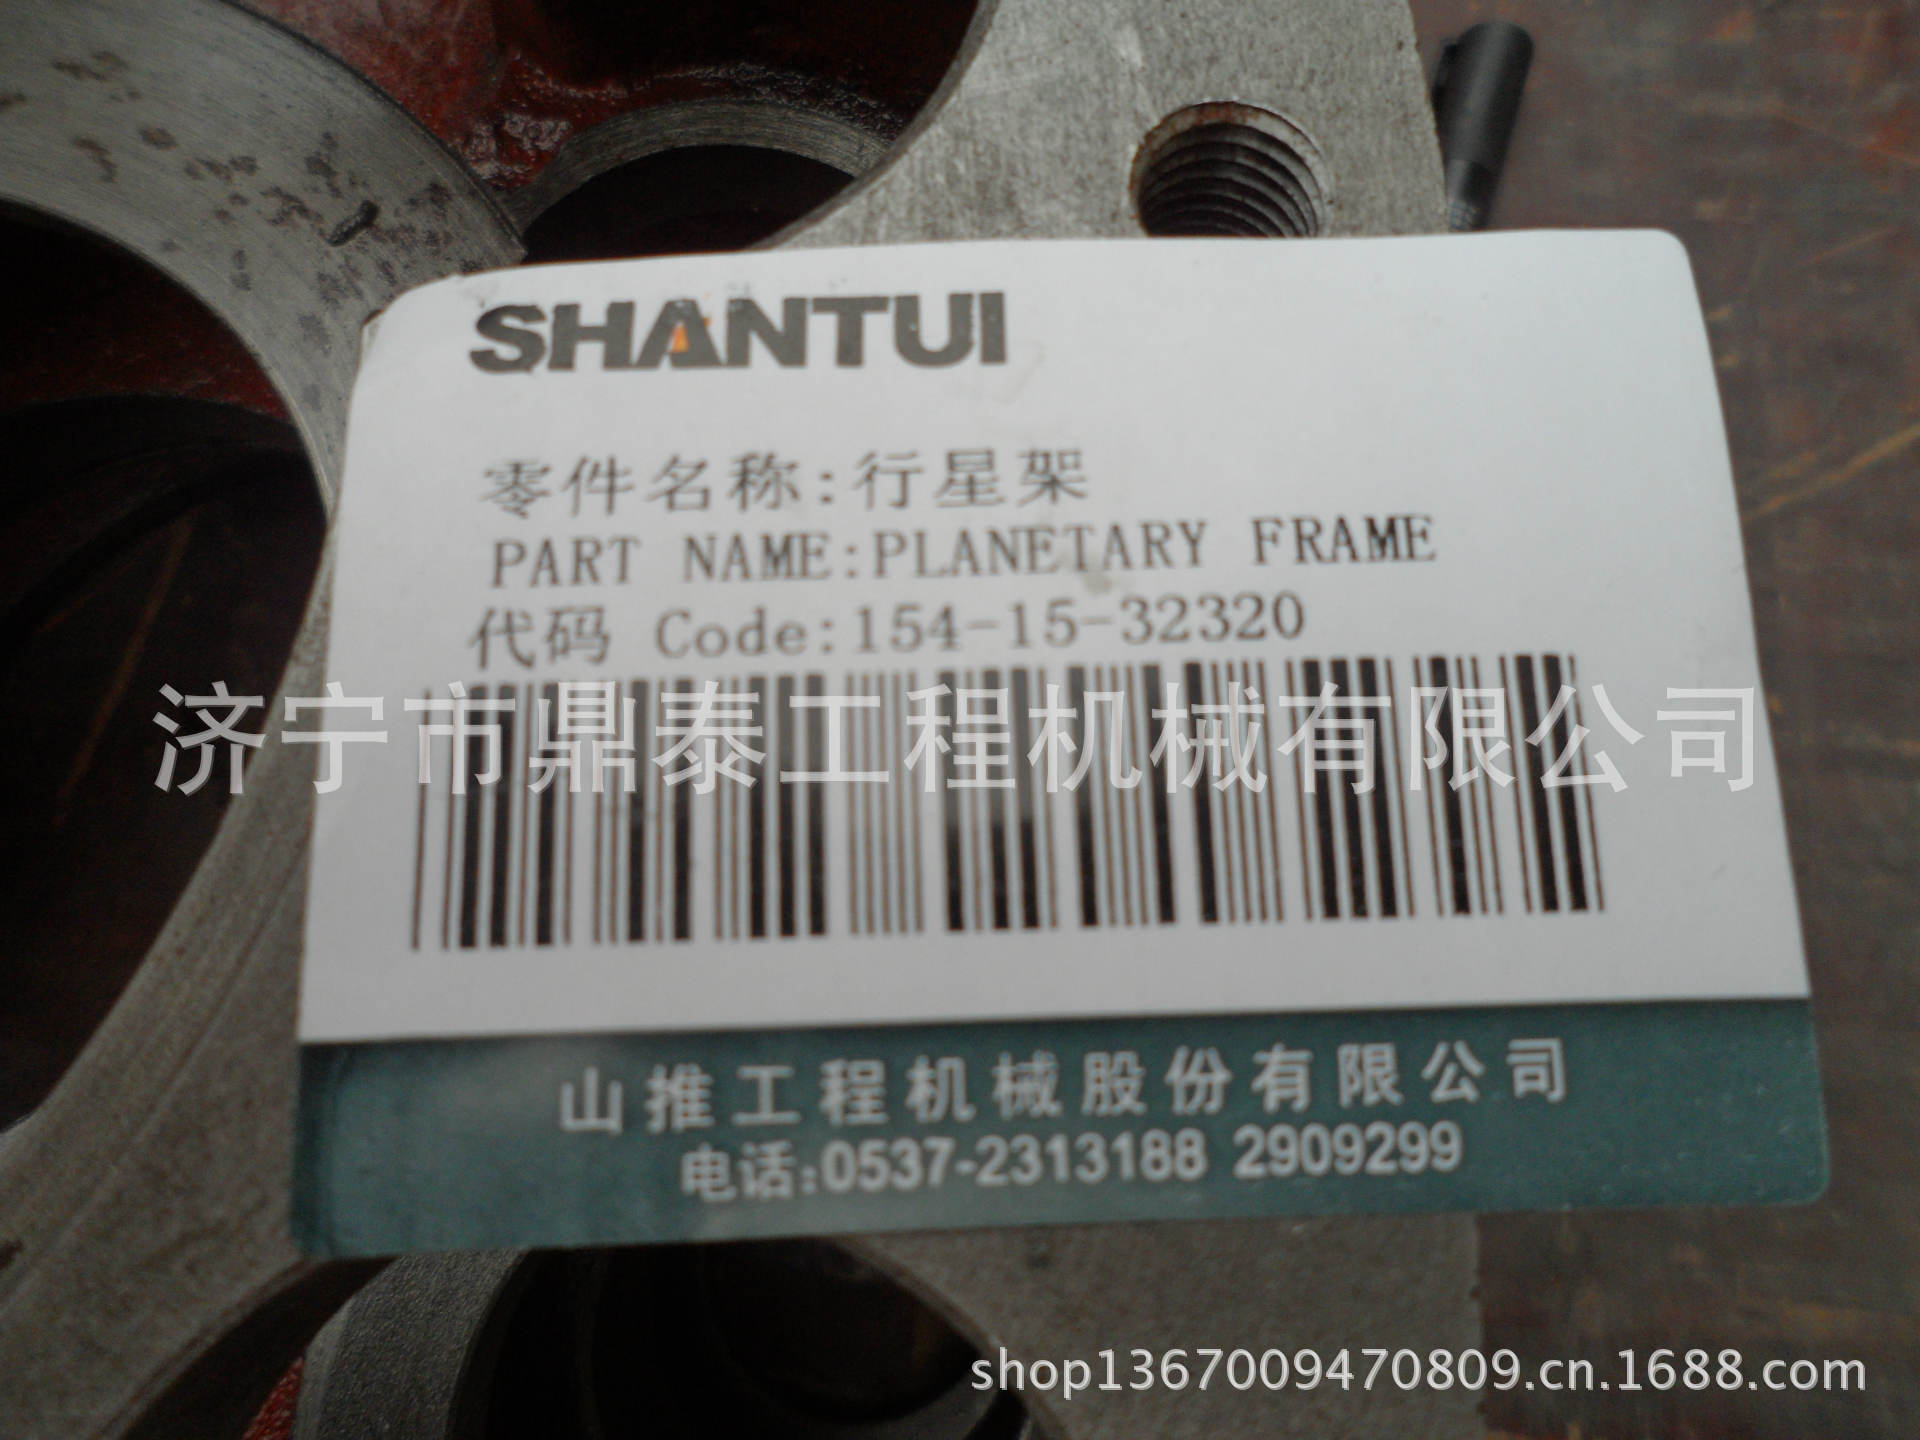 SHANTUI
零件名称:行星架
PART NAME:PLANETARY FRAME
代码 Code:154-15-32320
济宁市鼎泰工程机械有限公司
山推工程机械股份有限公司
电话:0537-2313188 2909299
shop1367009470809.cn.1688.com